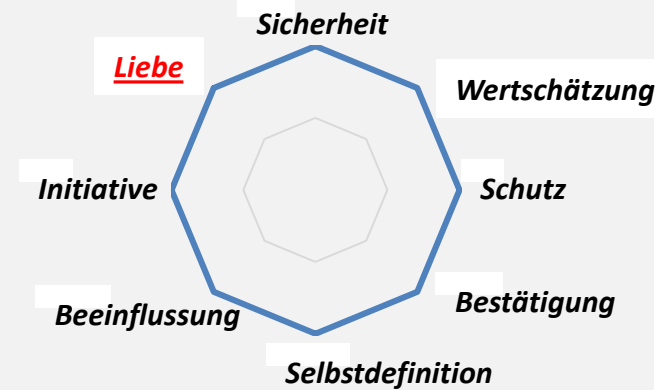 Sicherheit
Liebe
Wertschätzung
Initiative
Schutz
Beeinflussung
Bestätigung
Selbstdefinition